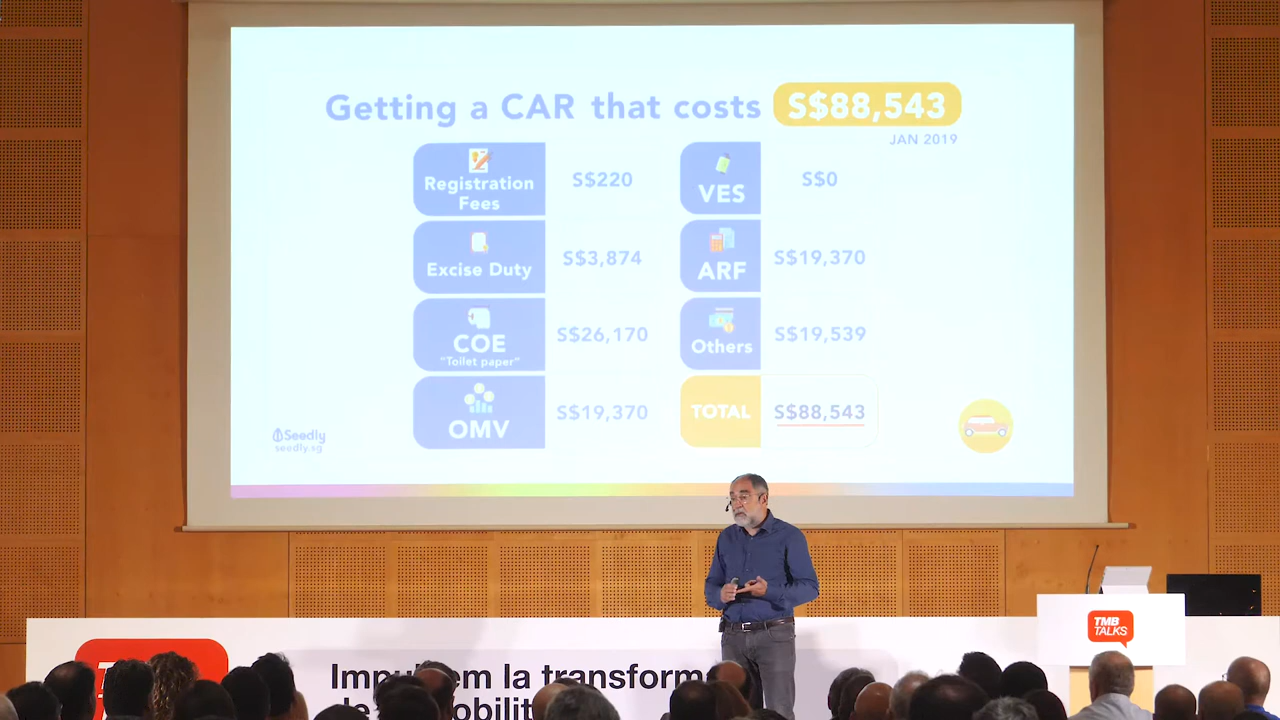 Getting a CAR that costs S$88,543
JAN 2019
Registration
Fees
S$220
VES
S$0
Excise Duty
S$3,874
ARF
S$19,370
COE
"Toilet paper"
S$26,170
Others
S$19,539
OMV
S$19,370
TOTAL
S$88,543
Seedly
seedly.sg
TMB
TALKS
la transform